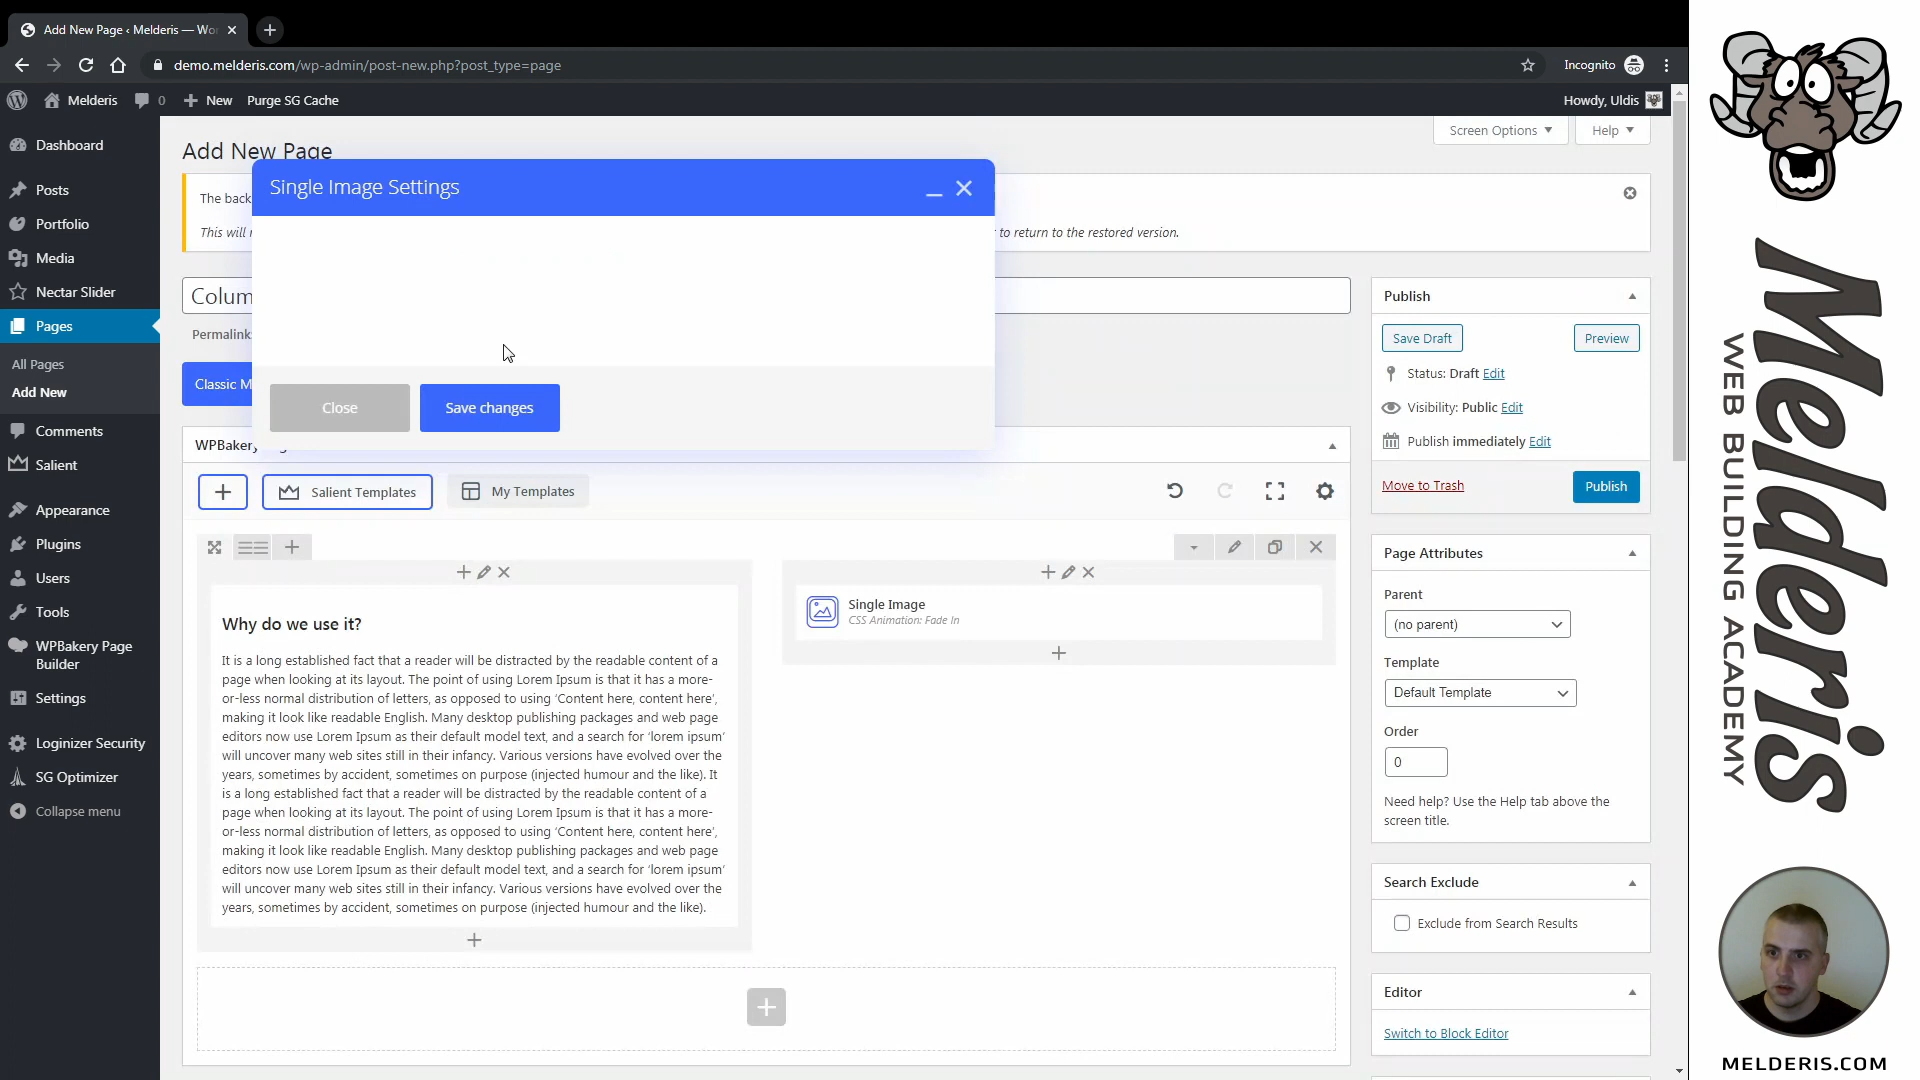 Add New Page ‹ Melderis — Wo
demo.melderis.com/wp-admin/post-new.php?post_type=page
Incognito
Melderis
0
New
Purge SG Cache
Howdy, Uldis
Screen Options
Help
Dashboard
Posts
Portfolio
Media
Nectar Slider
Pages
All Pages
Add New
Comments
Salient
Appearance
Plugins
Users
Tools
WPBakery Page
Builder
Settings
Loginizer Security
SG Optimizer
Collapse menu
Add New Page
The back
This will
to return to the restored version.
Single Image Settings
Close
Save changes
Colum
Permalink:
Classic M
WPBakery
Salient Templates
My Templates
Why do we use it?
It is a long established fact that a reader will be distracted by the readable content of a
page when looking at its layout. The point of using Lorem Ipsum is that it has a more-
or-less normal distribution of letters, as opposed to using ‘Content here, content here’,
making it look like readable English. Many desktop publishing packages and web page
editors now use Lorem Ipsum as their default model text, and a search for ‘lorem ipsum’
will uncover many web sites still in their infancy. Various versions have evolved over the
years, sometimes by accident, sometimes on purpose (injected humour and the like). It
is a long established fact that a reader will be distracted by the readable content of a
page when looking at its layout. The point of using Lorem Ipsum is that it has a more-
or-less normal distribution of letters, as opposed to using ‘Content here, content here’,
making it look like readable English. Many desktop publishing packages and web page
editors now use Lorem Ipsum as their default model text, and a search for ‘lorem ipsum’
will uncover many web sites still in their infancy. Various versions have evolved over the
years, sometimes by accident, sometimes on purpose (injected humour and the like).
Single Image
CSS Animation: Fade In
Publish
Save Draft
Preview
Status: Draft Edit
Visibility: Public Edit
Publish immediately Edit
Move to Trash
Publish
Page Attributes
Parent
(no parent)
Template
Default Template
Order
0
Need help? Use the Help tab above the
screen title.
Search Exclude
Exclude from Search Results
Editor
Switch to Block Editor
Melderis
WEB BUILDING ACADEMY
MELDERIS.COM